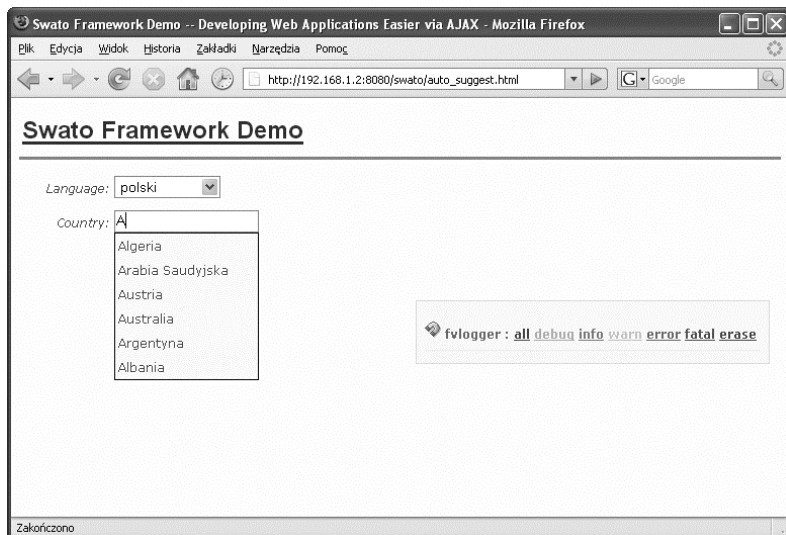 Swato Framework Demo -- Developing Web Applications Easier via AJAX - Mozilla Firefox
Plik Edycja Widok Historia Zakładki Narzędzia Pomoc
http://192.168.1.2:8080/swato/auto_suggest.html G Google
Swato Framework Demo
Language: polski
Country: A
Algeria
Arabia Saudyjska
Austria
Australia
Argentyna
Albania
fvlogger : all debug info warn error fatal erase
Zakończono